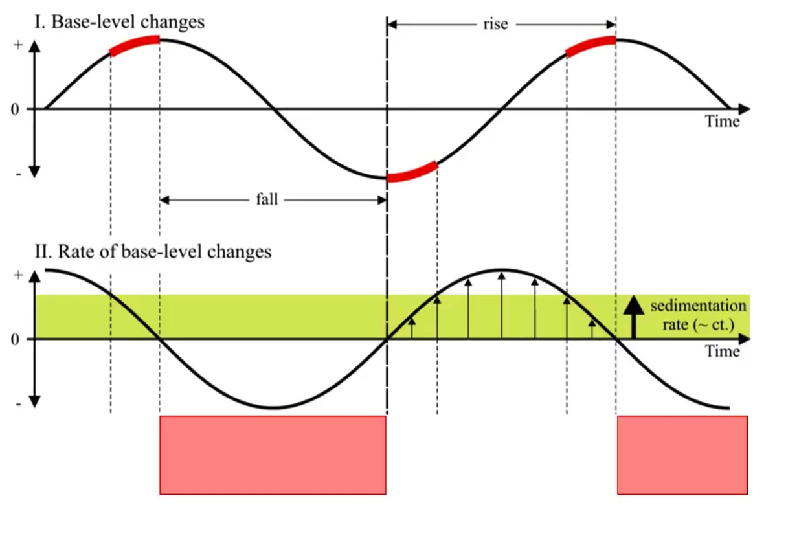 I. Base-level changes
rise
+
0
Time
-
fall
II. Rate of base-level changes
+
sedimentation
rate (~ ct.)
0
Time
-